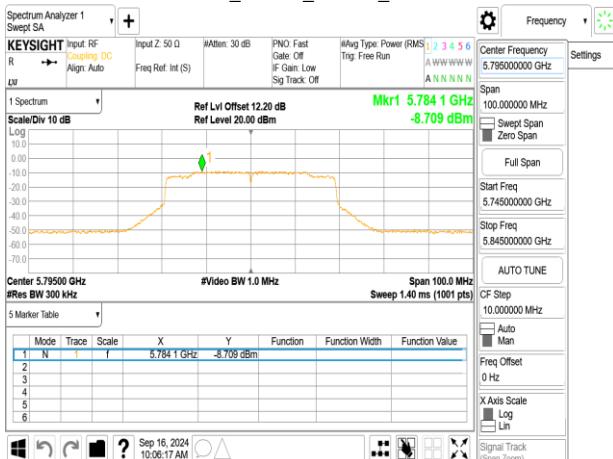 Spectrum Analyzer 1
Swept SA
Frequency
KEYSIGHT
R
Input: RF
Coupling: DC
Align: Auto
Input Z: 50 Ω
Freq Ref: Int (S)
#Atten: 30 dB
PNO: Fast
Gate: Off
IF Gain: Low
Sig Track: Off
#Avg Type: Power (RMS
Trig: Free Run
1 2 3 4 5 6
A W W W W W
A N N N N N
Settings
1 Spectrum
Scale/Div 10 dB
Ref Lvl Offset 12.20 dB
Ref Level 20.00 dBm
Mkr1 5.784 1 GHz
-8.709 dBm
Log
10.0
0.00
-10.0
-20.0
-30.0
-40.0
-50.0
-60.0
-70.0
1
Center 5.79500 GHz
#Res BW 300 kHz
#Video BW 1.0 MHz
Span 100.0 MHz
Sweep 1.40 ms (1001 pts)
5 Marker Table
Mode Trace Scale X Y Function Function Width Function Value
1 N 1 f 5.784 1 GHz -8.709 dBm
2
3
4
5
6
Sep 16, 2024
10:06:17 AM
Center Frequency
5.795000000 GHz
Span
100.000000 MHz
Swept Span
Zero Span
Full Span
Start Freq
5.745000000 GHz
Stop Freq
5.845000000 GHz
AUTO TUNE
CF Step
10.000000 MHz
Auto
Man
Freq Offset
0 Hz
X Axis Scale
Log
Lin
Signal Track
(Span Zoom)